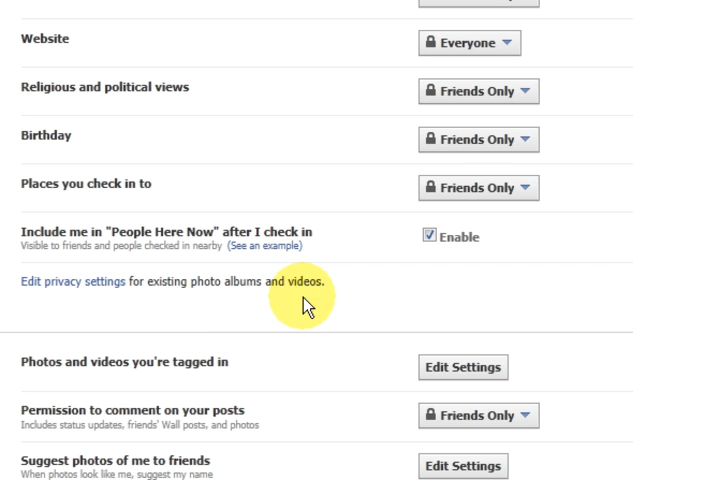 Website
Everyone
Religious and political views
Friends Only
Birthday
Friends Only
Places you check in to
Friends Only
Include me in "People Here Now" after I check in
Visible to friends and people checked in nearby (See an example)
Enable
Edit privacy settings for existing photo albums and videos.
Photos and videos you're tagged in
Edit Settings
Permission to comment on your posts
Includes status updates, friends' Wall posts, and photos
Friends Only
Suggest photos of me to friends
When photos look like me, suggest my name
Edit Settings